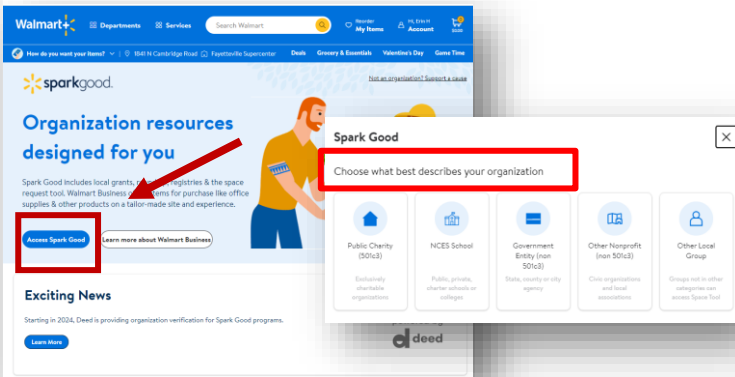 Walmart+
Departments
Services
Search Walmart
Reorder
My Items
Hi, Erin H
Account
How do you want your items?
1841 N Cambridge Road
Fayetteville Supercenter
Deals
Grocery & Essentials
Valentine's Day
Game Time
sparkgood.
Not an organization? Support a cause
Organization resources
designed for you
Spark Good includes local grants,
registries & the space
request tool. Walmart Business
items for purchase like office
supplies & other products on a tailor-made site and experience.
Access Spark Good
Learn more about Walmart Business
Exciting News
Starting in 2024, Deed is providing organization verification for Spark Good programs.
Learn More
deed
Spark Good
Choose what best describes your organization
Public Charity
(501c3)
Exclusively
charitable
organizations
NCES School
Public, private,
charter schools or
colleges
Government
Entity (non
501c3)
State, county or city
agency
Other Nonprofit
(non 501c3)
Civic organizations
and local
associations
Other Local
Group
Groups not in other
categories can
access Space Tool